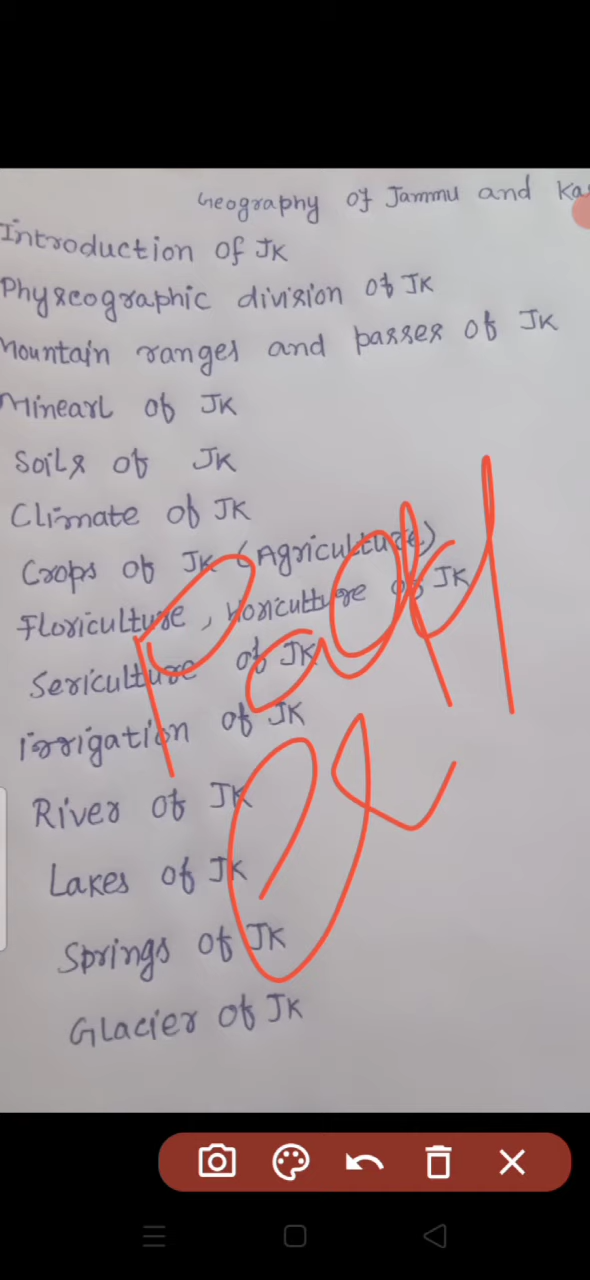 Geography of Jammu and Ka
Introduction of JK
Physeographic division of JK
Mountain ranges and passes of JK
Minearl of JK
Soils of JK
Climate of JK
Crops of JK (Agriculture)
Floriculture, Horiculture of JK
Sericulture of JK
irrigation of JK
River of JK
Lakes of JK
Springs of JK
Glacier of JK